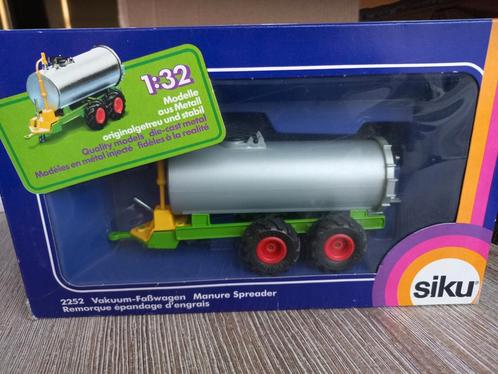 1:32
Modelle
aus Metall
originalgetreu und stabil
Quality models die-cast metal
Modèles en métal injecté fidèles à la réalité
2252 Vakuum-Faßwagen Manure Spreader
Remorque épandage d'engrais
siku